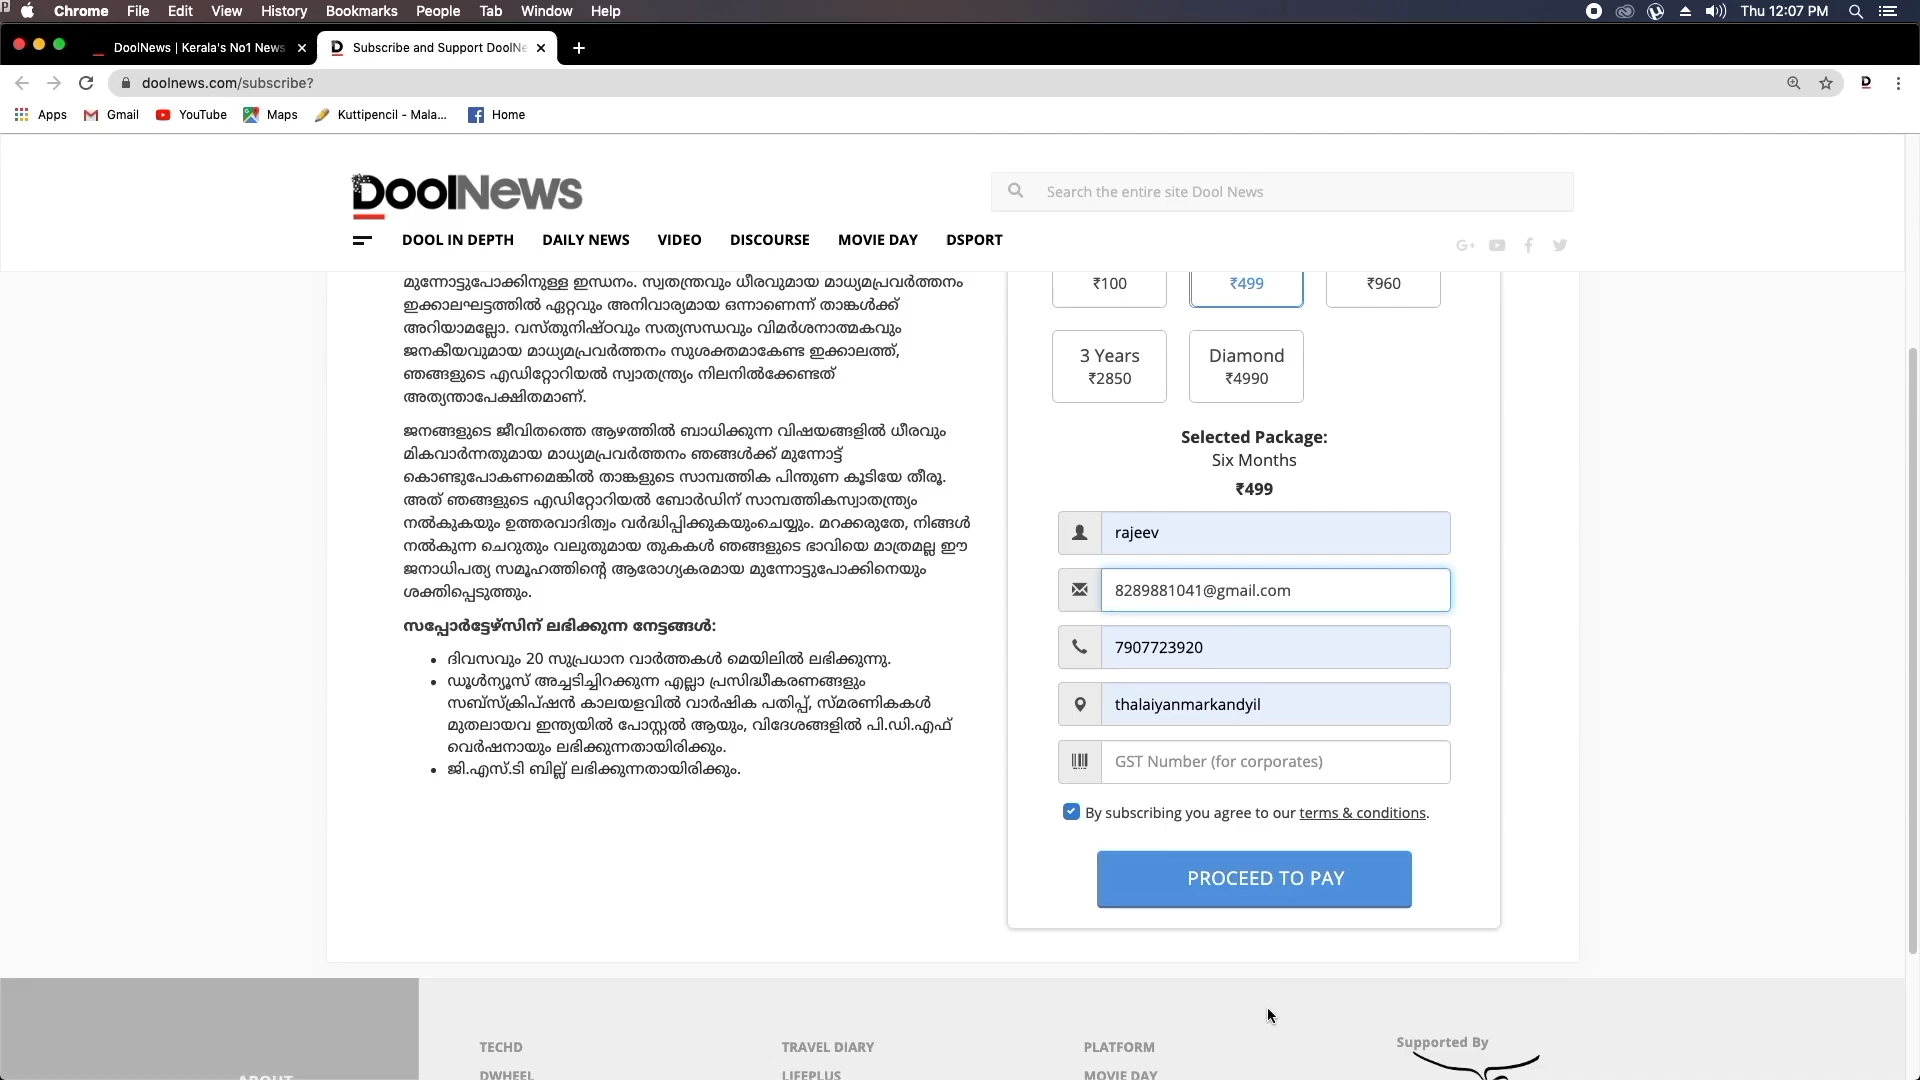 Chrome File Edit View History Bookmarks People Tab Window Help Thu 12:07 PM
DoolNews | Kerala's No1 News Subscribe and Support DoolNe
doolnews.com/subscribe?
Apps Gmail YouTube Maps Kuttipencil - Mala... Home
DoolNews
Search the entire site Dool News
DOOL IN DEPTH DAILY NEWS VIDEO DISCOURSE MOVIE DAY DSPORT
മുന്നോട്ടുപോക്കിനുള്ള ഇന്ധനം. സ്വതന്ത്രവും ധീരവുമായ മാധ്യമപ്രവർത്തനം
ഇക്കാലഘട്ടത്തിൽ ഏറ്റവും അനിവാര്യമായ ഒന്നാണെന്ന് താങ്കൾക്ക്
അറിയാമല്ലോ. വസ്തുനിഷ്ഠവും സത്യസന്ധവും വിമർശനാത്മകവും
ജനകീയവുമായ മാധ്യമപ്രവർത്തനം സുശക്തമാകേണ്ട ഇക്കാലത്ത്,
ഞങ്ങളുടെ എഡിറ്റോറിയൽ സ്വാതന്ത്ര്യം നിലനിൽക്കേണ്ടത്
അത്യന്താപേക്ഷിതമാണ്.
ജനങ്ങളുടെ ജീവിതത്തെ ആഴത്തിൽ ബാധിക്കുന്ന വിഷയങ്ങളിൽ ധീരവും
മികവാർന്നതുമായ മാധ്യമപ്രവർത്തനം ഞങ്ങൾക്ക് മുന്നോട്ട്
കൊണ്ടുപോകണമെങ്കിൽ താങ്കളുടെ സാമ്പത്തിക പിന്തുണ കൂടിയേ തീരൂ.
അത് ഞങ്ങളുടെ എഡിറ്റോറിയൽ ബോർഡിന് സാമ്പത്തികസ്വാതന്ത്ര്യം
നൽകുകയും ഉത്തരവാദിത്വം വർദ്ധിപ്പിക്കുകയുംചെയ്യും. മറക്കരുതേ, നിങ്ങൾ
നൽകുന്ന ചെറുതും വലുതുമായ തുകകൾ ഞങ്ങളുടെ ഭാവിയെ മാത്രമല്ല ഈ
ജനാധിപത്യ സമൂഹത്തിന്റെ ആരോഗ്യകരമായ മുന്നോട്ടുപോക്കിനെയും
ശക്തിപ്പെടുത്തും.
സപ്പോർട്ടേഴ്സിന് ലഭിക്കുന്ന നേട്ടങ്ങൾ:
• ദിവസവും 20 സുപ്രധാന വാർത്തകൾ മെയിലിൽ ലഭിക്കുന്നു.
• ഡൂൾന്യൂസ് അച്ചടിച്ചിറക്കുന്ന എല്ലാ പ്രസിദ്ധീകരണങ്ങളും
സബ്സ്ക്രിപ്ഷൻ കാലയളവിൽ വാർഷിക പതിപ്പ്, സ്മരണികകൾ
മുതലായവ ഇന്ത്യയിൽ പോസ്റ്റൽ ആയും, വിദേശങ്ങളിൽ പി.ഡി.എഫ്
വെർഷനായും ലഭിക്കുന്നതായിരിക്കും.
• ജി.എസ്.ടി ബില്ല് ലഭിക്കുന്നതായിരിക്കും.
₹100 ₹499 ₹960
3 Years Diamond
₹2850 ₹4990
Selected Package:
Six Months
₹499
rajeev
8289881041@gmail.com
7907723920
thalaiyanmarkandyil
GST Number (for corporates)
By subscribing you agree to our terms & conditions.
PROCEED TO PAY
TECHD TRAVEL DIARY PLATFORM Supported By
DWHEEL LIFEPLUS MOVIE DAY
ABOUT